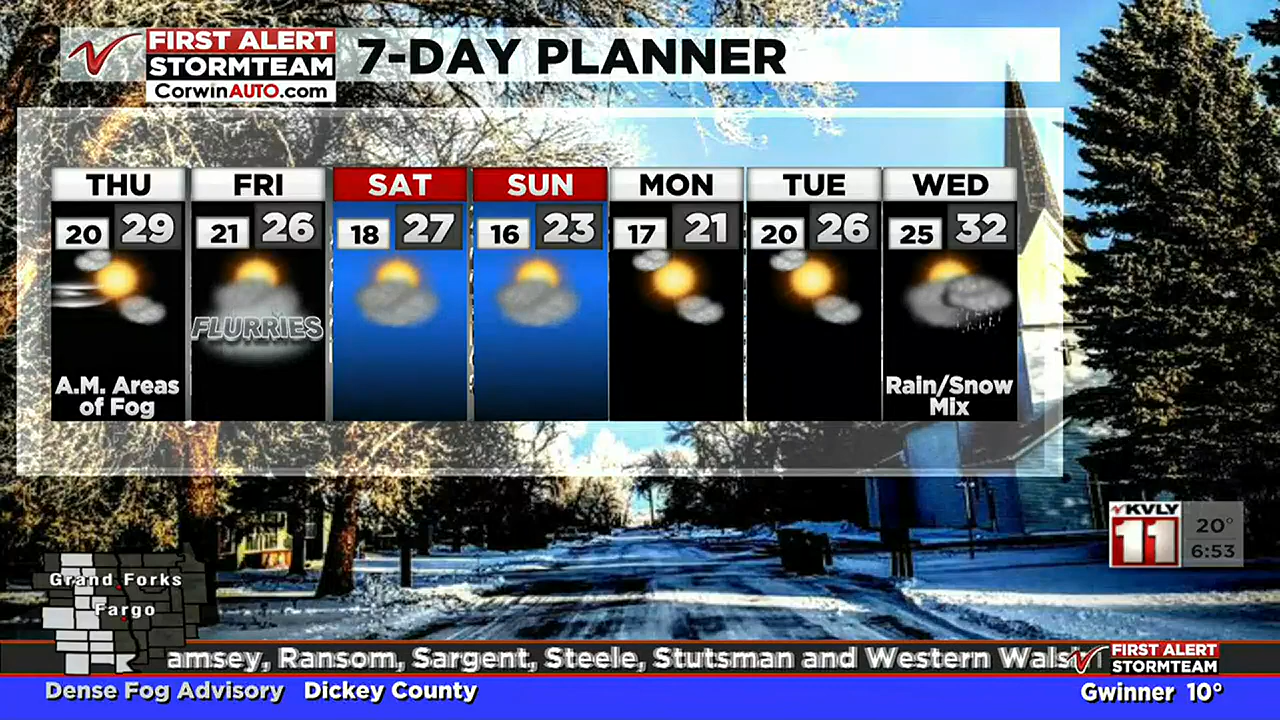 FIRST ALERT
STORMTEAM
CorwinAUTO.com
7-DAY PLANNER
THU FRI SAT SUN MON TUE WED
20 29 21 26 18 27 16 23 17 21 20 26 25 32
FLURRIES
A.M. Areas
of Fog
Rain/Snow
Mix
KVLY
11
20°
6:53
Grand Forks
Fargo
amsey, Ransom, Sargent, Steele, Stutsman and Western Wals
FIRST ALERT
STORMTEAM
Dense Fog Advisory Dickey County
Gwinner 10°